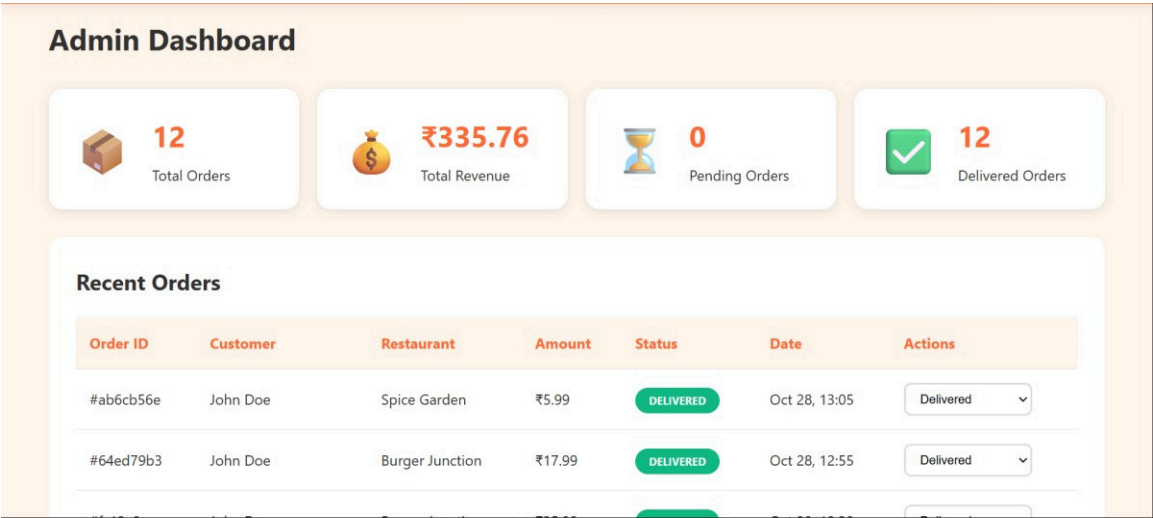 Admin Dashboard
12
Total Orders
₹335.76
Total Revenue
0
Pending Orders
12
Delivered Orders
Recent Orders
Order ID Customer Restaurant Amount Status Date Actions
#ab6cb56e John Doe Spice Garden ₹5.99 DELIVERED Oct 28, 13:05 Delivered
#64ed79b3 John Doe Burger Junction ₹17.99 DELIVERED Oct 28, 12:55 Delivered